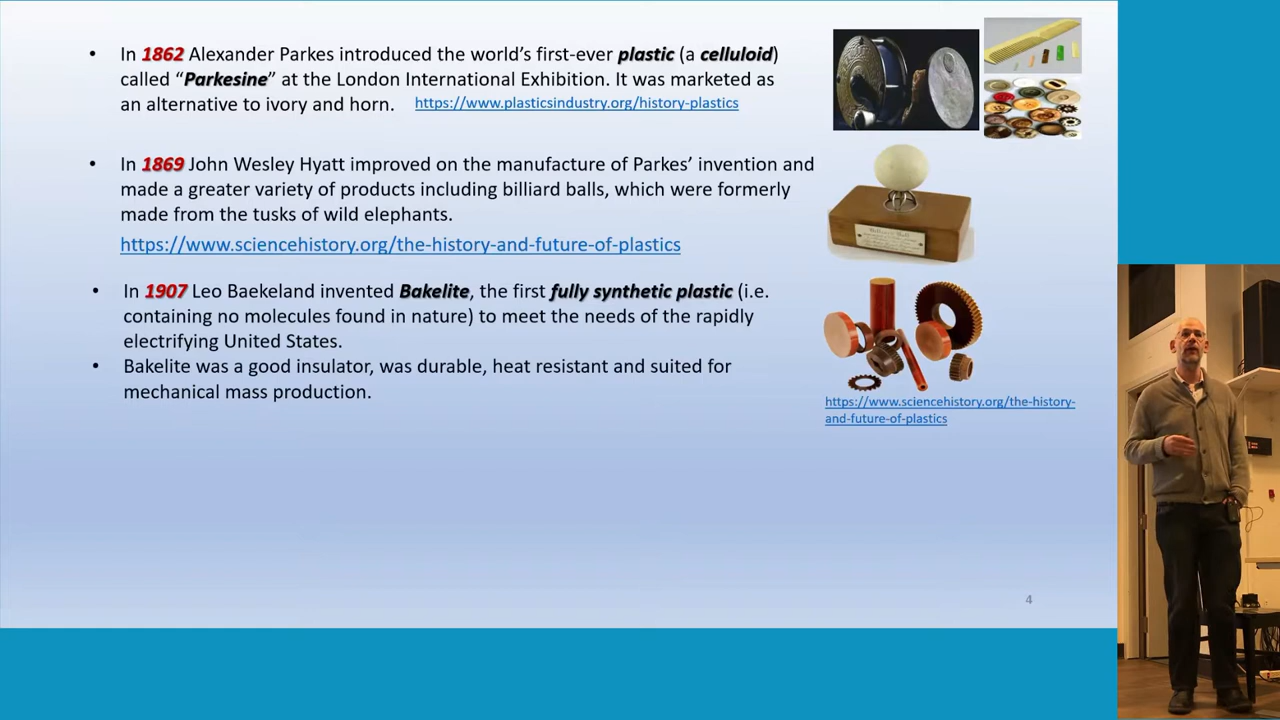 • In 1862 Alexander Parkes introduced the world's first-ever plastic (a celluloid)
called “Parkesine” at the London International Exhibition. It was marketed as
an alternative to ivory and horn. https://www.plasticsindustry.org/history-plastics
• In 1869 John Wesley Hyatt improved on the manufacture of Parkes’ invention and
made a greater variety of products including billiard balls, which were formerly
made from the tusks of wild elephants.
https://www.sciencehistory.org/the-history-and-future-of-plastics
• In 1907 Leo Baekeland invented Bakelite, the first fully synthetic plastic (i.e.
containing no molecules found in nature) to meet the needs of the rapidly
electrifying United States.
• Bakelite was a good insulator, was durable, heat resistant and suited for
mechanical mass production.
https://www.sciencehistory.org/the-history-
and-future-of-plastics
4